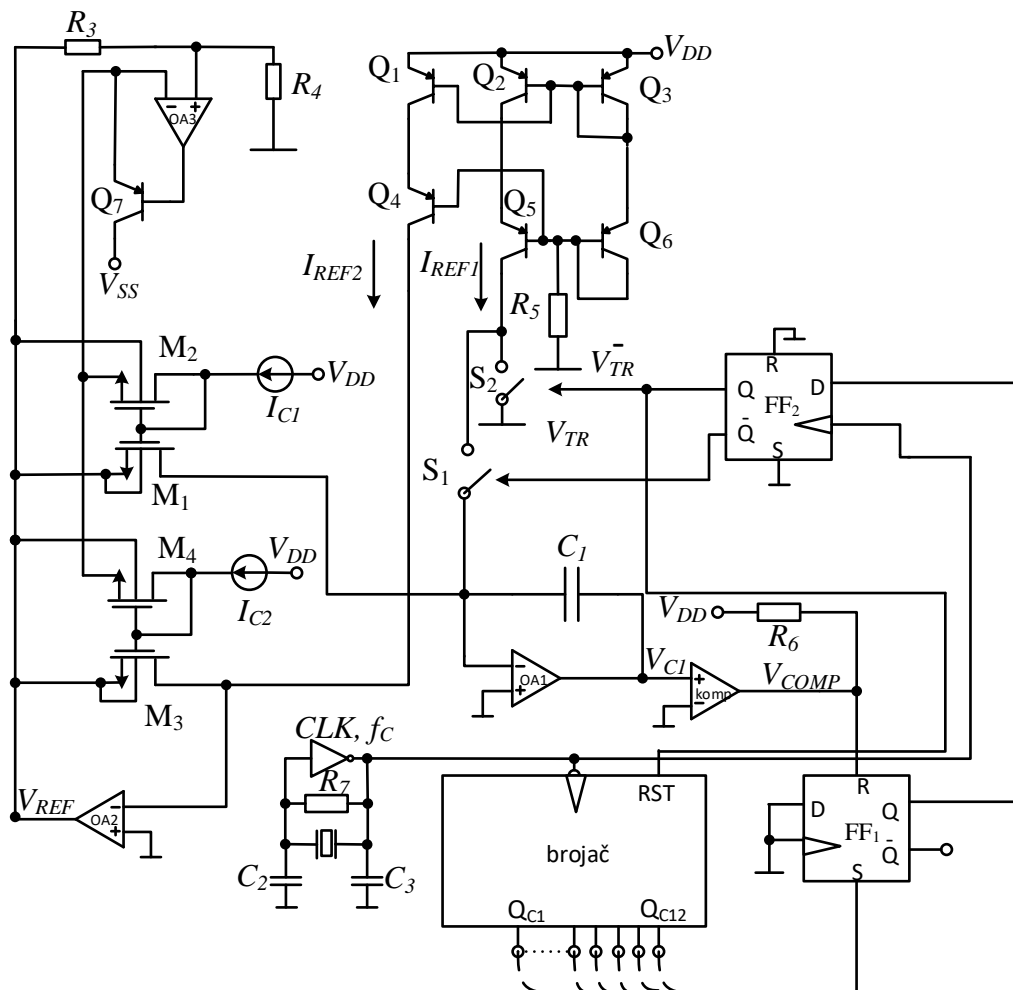 R3
R4
OA3
Q7
VSS
Q1
Q2
Q3
VDD
Q4
Q5
Q6
IREF2
IREF1
R5
S2
V̄TR
VTR
S1
R
Q
D
FF2
Q̄
S
M2
VDD
IC1
M1
M4
VDD
IC2
M3
C1
VDD
R6
OA1
VC1
komp
VCOMP
CLK, fC
R7
C2
C3
VREF
OA2
RST
brojač
QC1
QC12
R
D
Q
FF1
Q̄
S